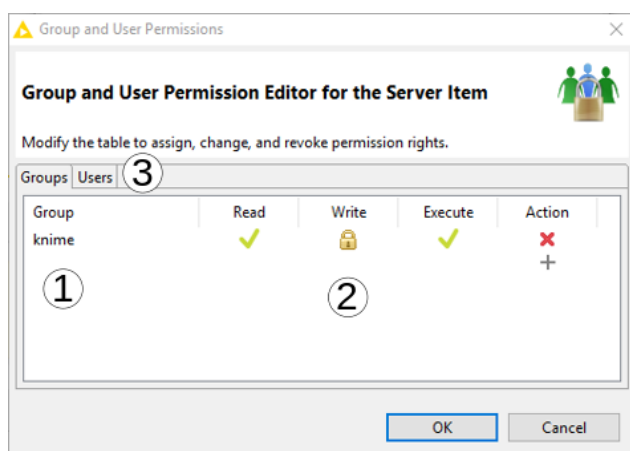 Group and User Permissions
Group and User Permission Editor for the Server Item
Modify the table to assign, change, and revoke permission rights.
Groups Users 3
Group Read Write Execute Action
knime
1 2
OK Cancel